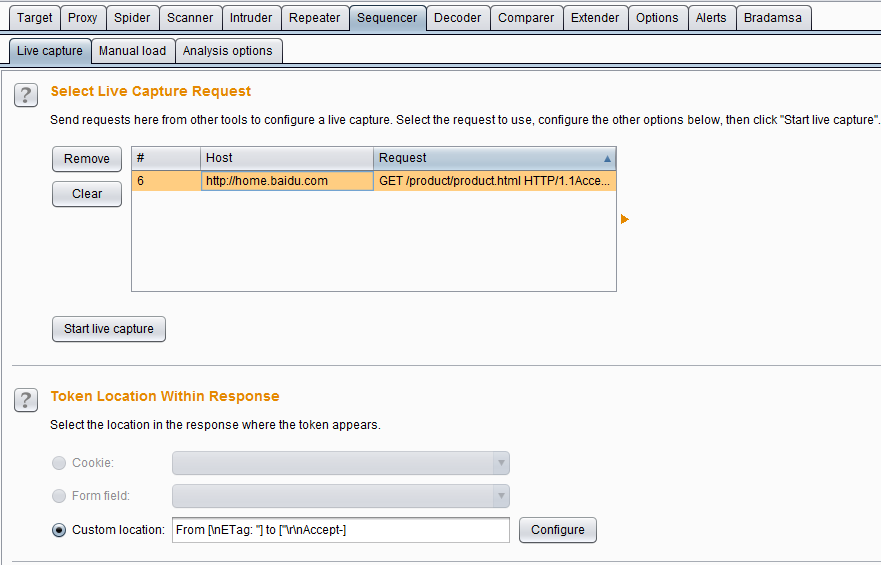 Target Proxy Spider Scanner Intruder Repeater Sequencer Decoder Comparer Extender Options Alerts Bradamsa
Live capture Manual load Analysis options
? Select Live Capture Request
Send requests here from other tools to configure a live capture. Select the request to use, configure the other options below, then click "Start live capture".
Remove # Host Request
6 http://home.baidu.com GET /product/product.html HTTP/1.1Acce...
Clear
Start live capture
? Token Location Within Response
Select the location in the response where the token appears.
Cookie:
Form field:
Custom location: From [\nETag: "] to ["\r\nAccept-] Configure